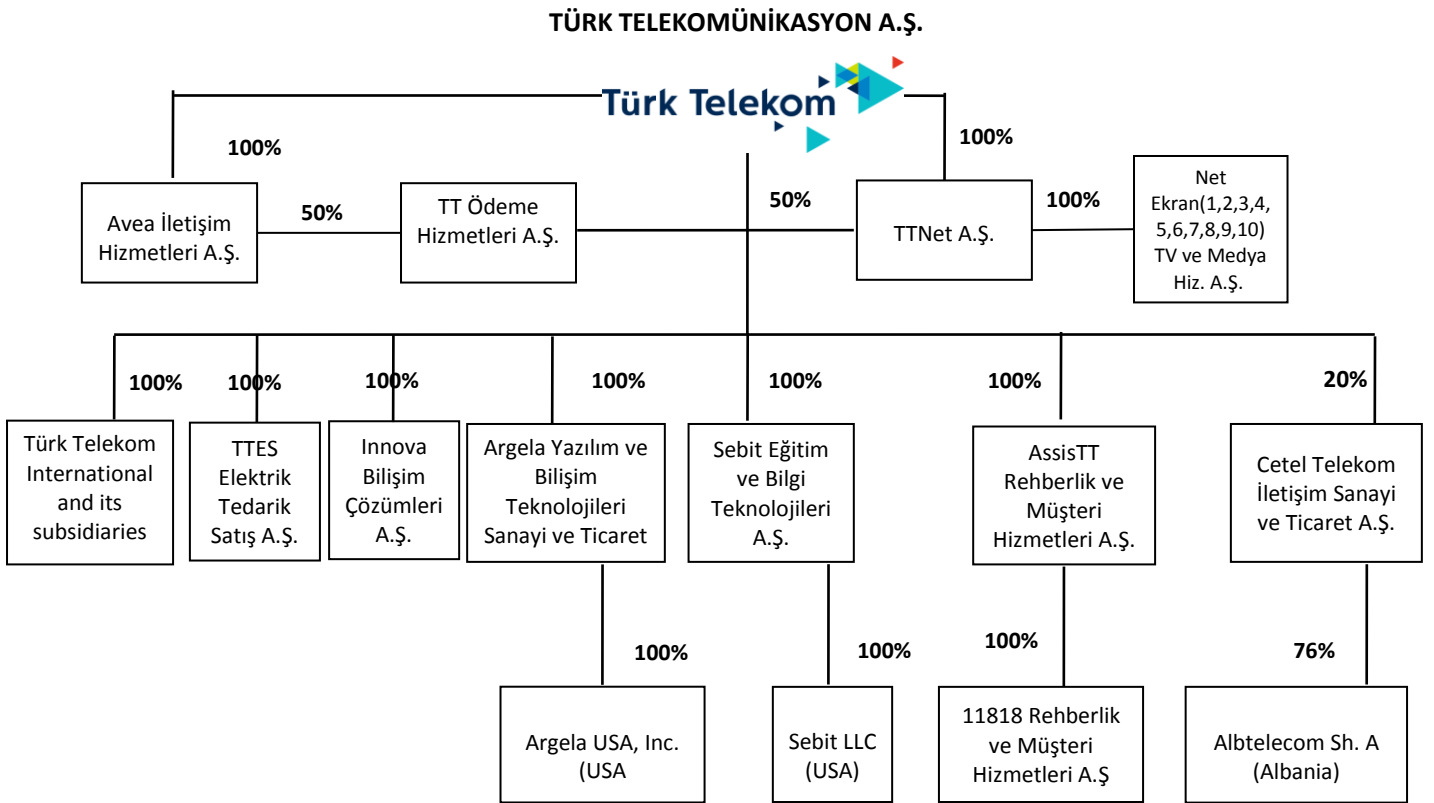 TÜRK TELEKOMÜNİKASYON A.Ş.
Türk Telekom
100%
100%
Avea İletişim
Hizmetleri A.Ş.
50%
TT Ödeme
Hizmetleri A.Ş.
50%
TTNet A.Ş.
100%
Net
Ekran(1,2,3,4,
5,6,7,8,9,10)
TV ve Medya
Hiz. A.Ş.
100%
100%
100%
100%
100%
100%
20%
Türk Telekom
International
and its
subsidiaries
TTES
Elektrik
Tedarik
Satış A.Ş.
Innova
Bilişim
Çözümleri
A.Ş.
Argela Yazılım ve
Bilişim
Teknolojileri
Sanayi ve Ticaret
Sebit Eğitim
ve Bilgi
Teknolojileri
A.Ş.
AssisTT
Rehberlik ve
Müşteri
Hizmetleri A.Ş.
Cetel Telekom
İletişim Sanayi
ve Ticaret A.Ş.
100%
100%
100%
76%
Argela USA, Inc.
(USA
Sebit LLC
(USA)
11818 Rehberlik
ve Müşteri
Hizmetleri A.Ş
Albtelecom Sh. A
(Albania)